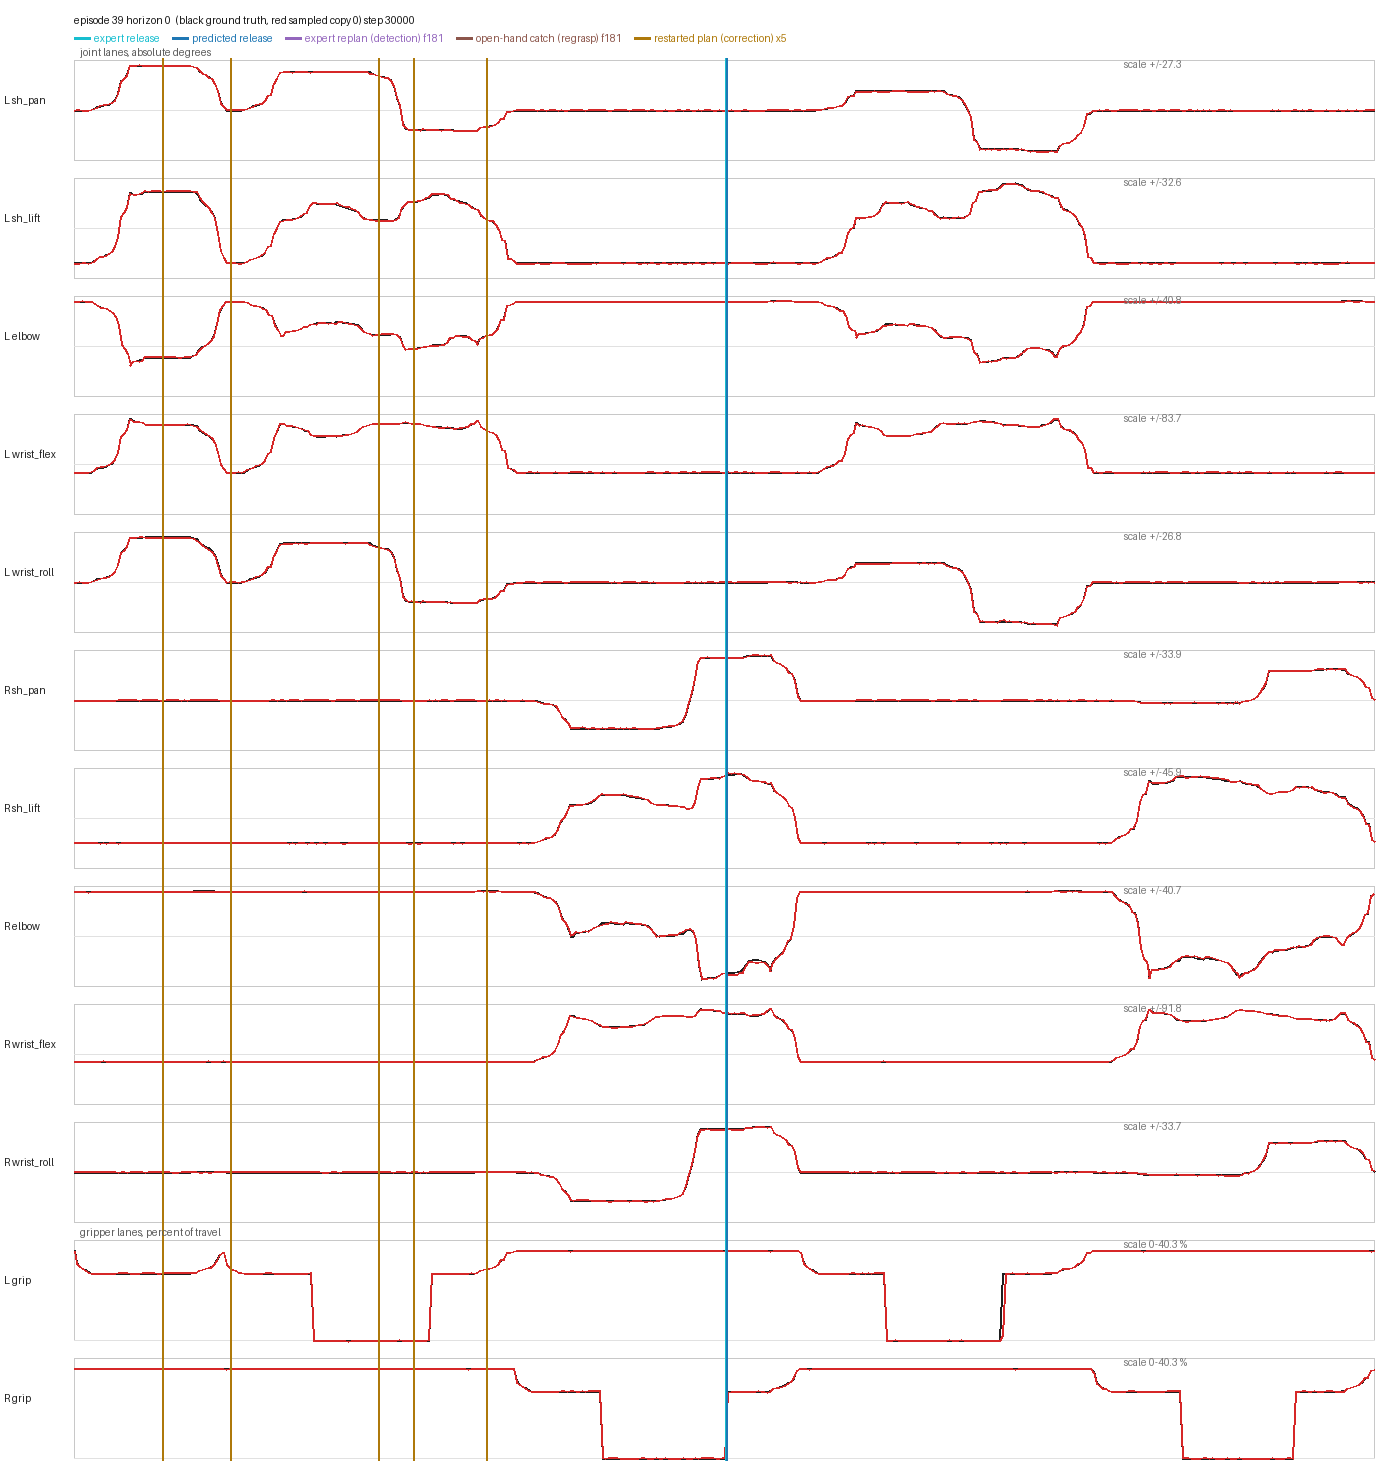 episode 39 horizon 0 (black ground truth, red sampled copy 0) step 30000
expert release predicted release expert replan (detection) f181 open-hand catch (regrasp) f181 restarted plan (correction) x5
joint lanes, absolute degrees
L sh_pan scale +/-27.3
L sh_lift scale +/-32.6
L elbow scale +/-40.8
L wrist_flex scale +/-83.7
L wrist_roll scale +/-26.8
R sh_pan scale +/-33.9
R sh_lift scale +/-45.9
R elbow scale +/-40.7
R wrist_flex scale +/-91.8
R wrist_roll scale +/-33.7
gripper lanes, percent of travel
L grip scale 0-40.3 %
R grip scale 0-40.3 %